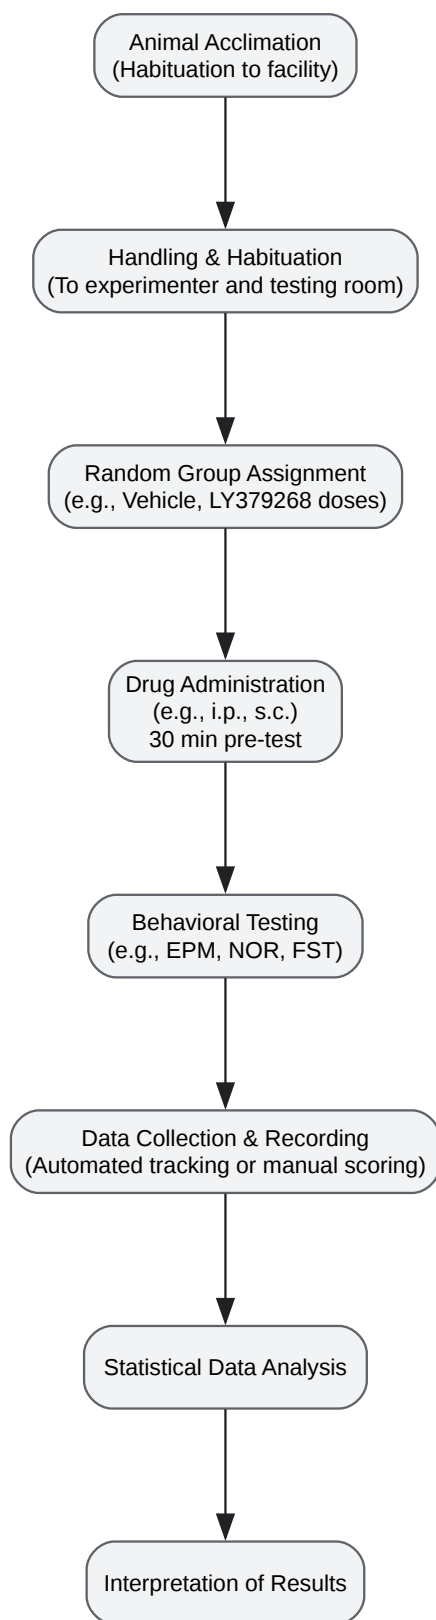 Animal Acclimation
(Habituation to facility)
Handling & Habituation
(To experimenter and testing room)
Random Group Assignment
(e.g., Vehicle, LY379268 doses)
Drug Administration
(e.g., i.p., s.c.)
30 min pre-test
Behavioral Testing
(e.g., EPM, NOR, FST)
Data Collection & Recording
(Automated tracking or manual scoring)
Statistical Data Analysis
Interpretation of Results